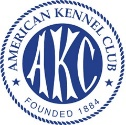 AMERICAN KENNEL CLUB
AKC
FOUNDED 1884